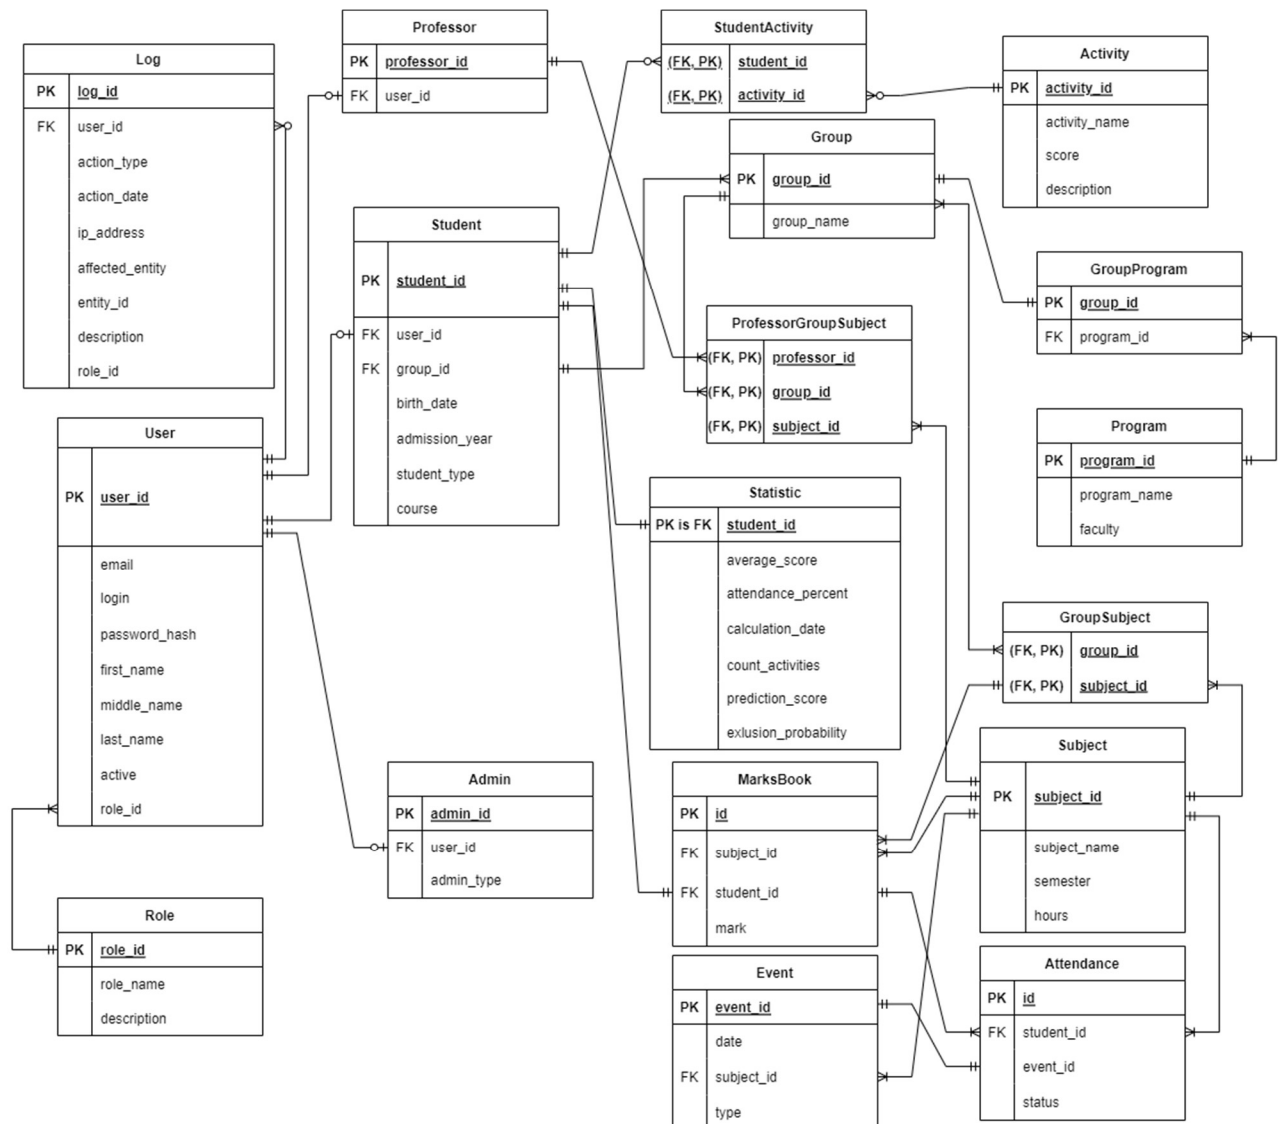 Log
PK log_id
FK user_id
action_type
action_date
ip_address
affected_entity
entity_id
description
role_id
User
PK user_id
email
login
password_hash
first_name
middle_name
last_name
active
role_id
Role
PK role_id
role_name
description
Professor
PK professor_id
FK user_id
Student
PK student_id
FK user_id
FK group_id
birth_date
admission_year
student_type
course
Admin
PK admin_id
FK user_id
admin_type
StudentActivity
(FK, PK) student_id
(FK, PK) activity_id
Group
PK group_id
group_name
ProfessorGroupSubject
(FK, PK) professor_id
(FK, PK) group_id
(FK, PK) subject_id
Statistic
PK is FK student_id
average_score
attendance_percent
calculation_date
count_activities
prediction_score
exlusion_probability
MarksBook
PK id
FK subject_id
FK student_id
mark
Event
PK event_id
date
FK subject_id
type
Activity
PK activity_id
activity_name
score
description
GroupProgram
PK group_id
FK program_id
Program
PK program_id
program_name
faculty
GroupSubject
(FK, PK) group_id
(FK, PK) subject_id
Subject
PK subject_id
subject_name
semester
hours
Attendance
PK id
FK student_id
event_id
status